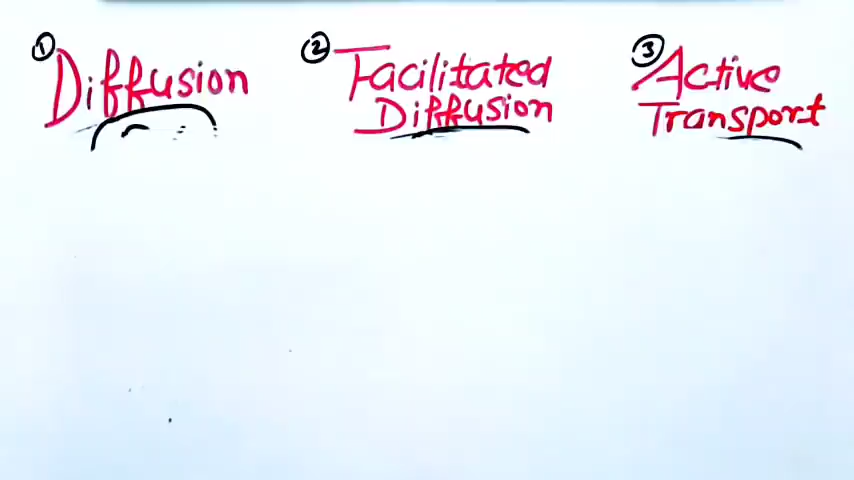 ① Diffusion
② Facilitated
Diffusion
③ Active
Transport